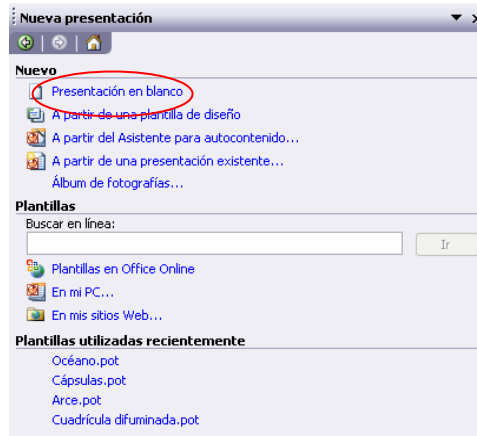 Nueva presentación
Nuevo
Presentación en blanco
A partir de una plantilla de diseño
A partir del Asistente para autocontenido...
A partir de una presentación existente...
Álbum de fotografías...
Plantillas
Buscar en línea:
Ir
Plantillas en Office Online
En mi PC...
En mis sitios Web...
Plantillas utilizadas recientemente
Océano.pot
Cápsulas.pot
Arce.pot
Cuadrícula difuminada.pot